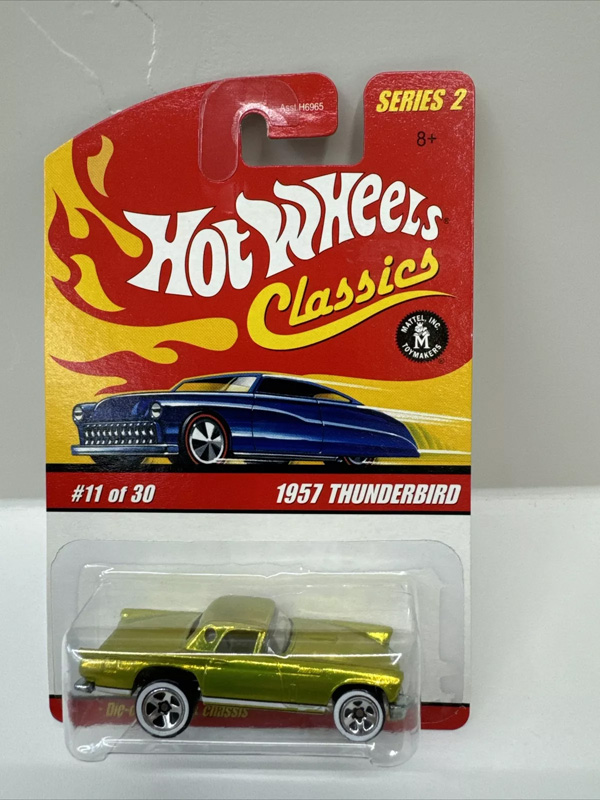 Asst H6965
SERIES 2
8+
HOT WHEELS
Classics
MATTEL, INC.
M
TOYMAKERS
#11 of 30
1957 THUNDERBIRD
chassis